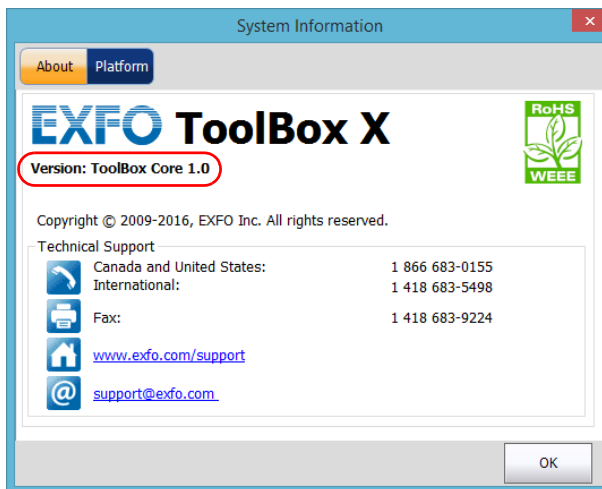 System Information
About Platform
EXFO ToolBox X
RoHS
WEEE
Version: ToolBox Core 1.0
Copyright © 2009-2016, EXFO Inc. All rights reserved.
Technical Support
Canada and United States: 1 866 683-0155
International: 1 418 683-5498
Fax: 1 418 683-9224
www.exfo.com/support
@ support@exfo.com
OK